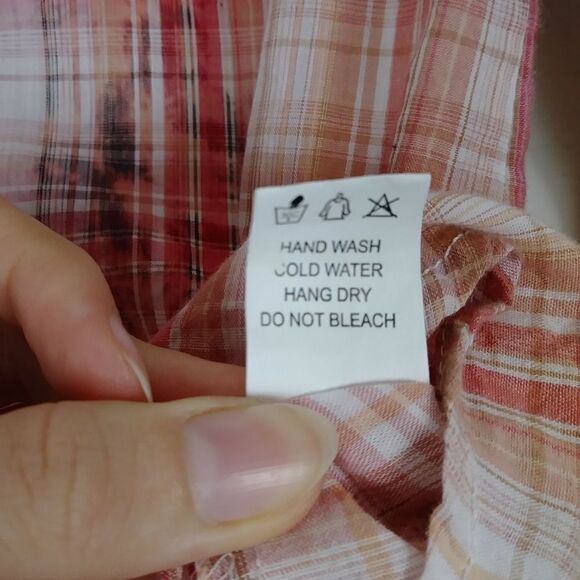 HAND WASH
COLD WATER
HANG DRY
DO NOT BLEACH